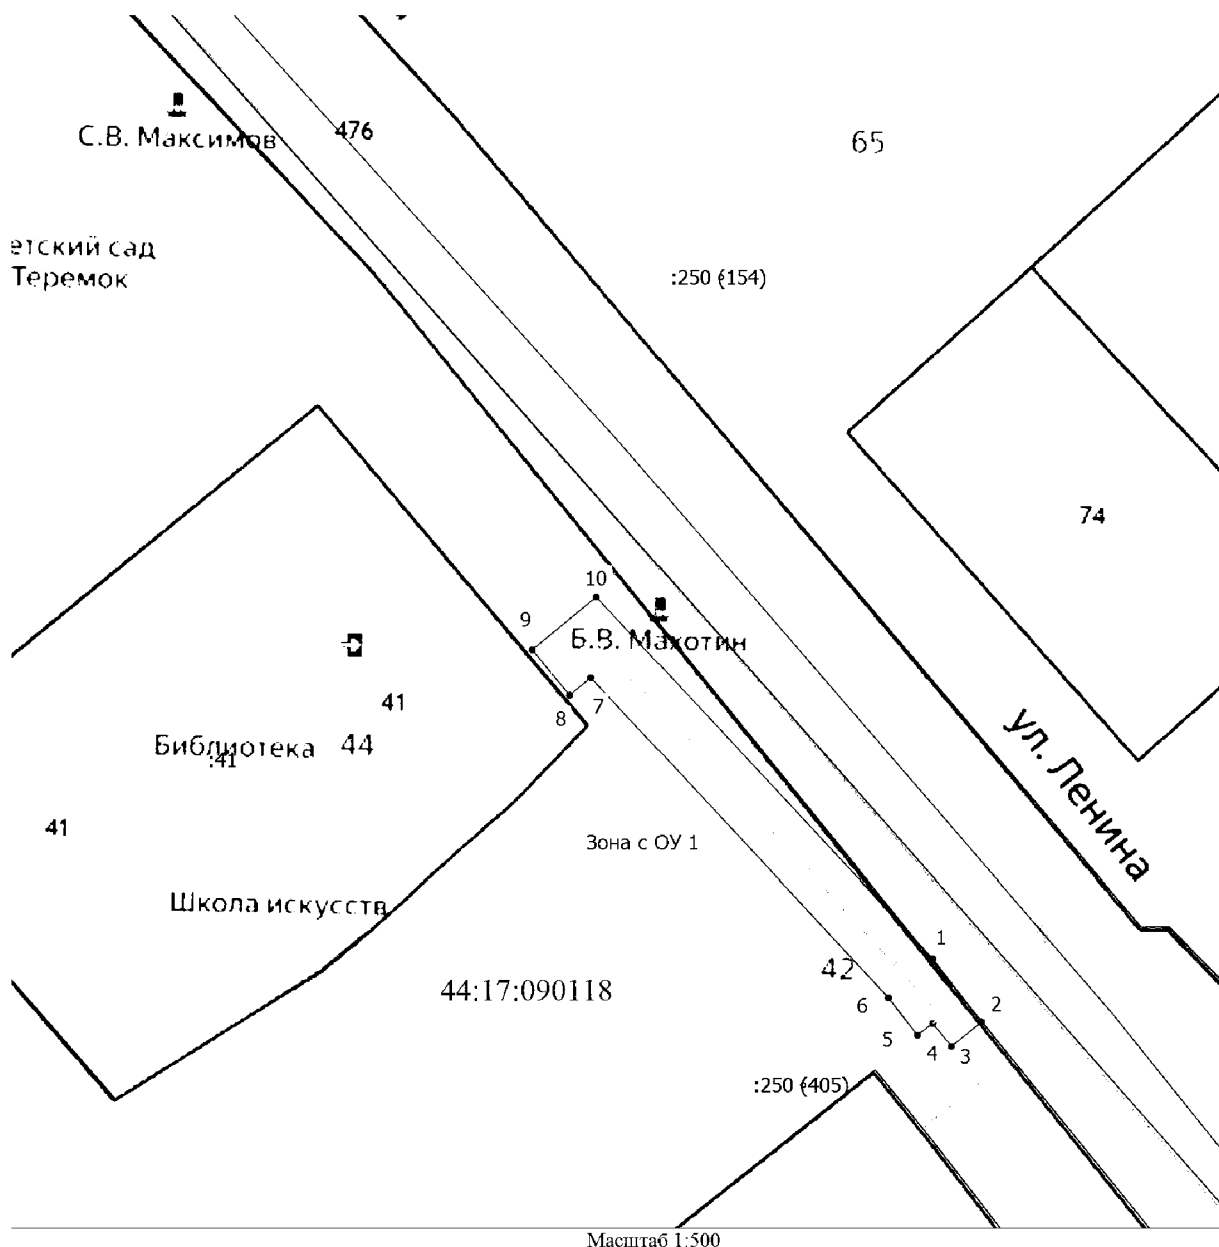 476
С.В. Максимов
65
етский сад
Теремок
:250 (154)
74
10
9
Б.В. Махотин
7
8
41
Библиотека
44
:41
ул. Ленина
41
Зона с ОУ 1
Школа искусств
1
42
44:17:090118
6
2
5
4
3
:250 (405)
Масштаб 1:500